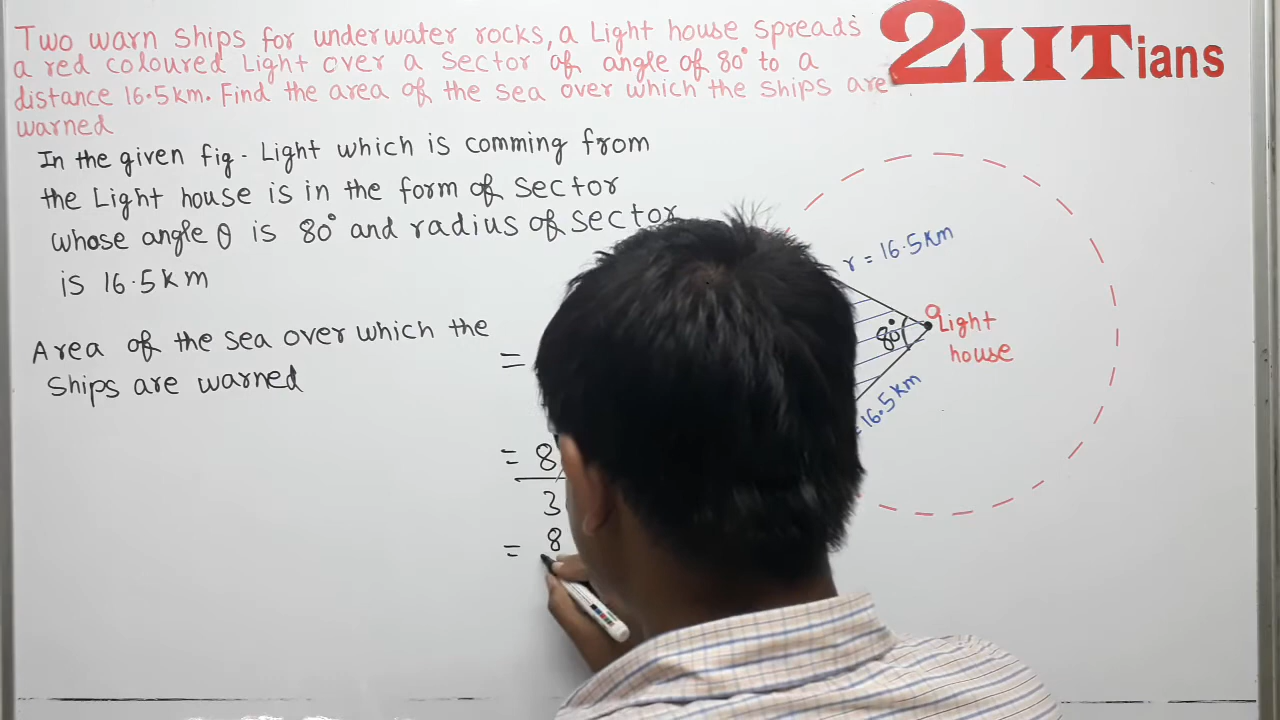 Two warn ships for underwater rocks, a Light house spreads
a red coloured Light over a sector of angle of 80° to a
distance 16.5km. Find the area of the sea over which the ships are
warned
2IITians
In the given fig. Light which is comming from
the Light house is in the form of sector
whose angle θ is 80° and radius of sector
is 16.5km
Area of the sea over which the
Ships are warned
=
= 8
3
= 8
r = 16.5km
80°
O
Light
house
= 16.5km